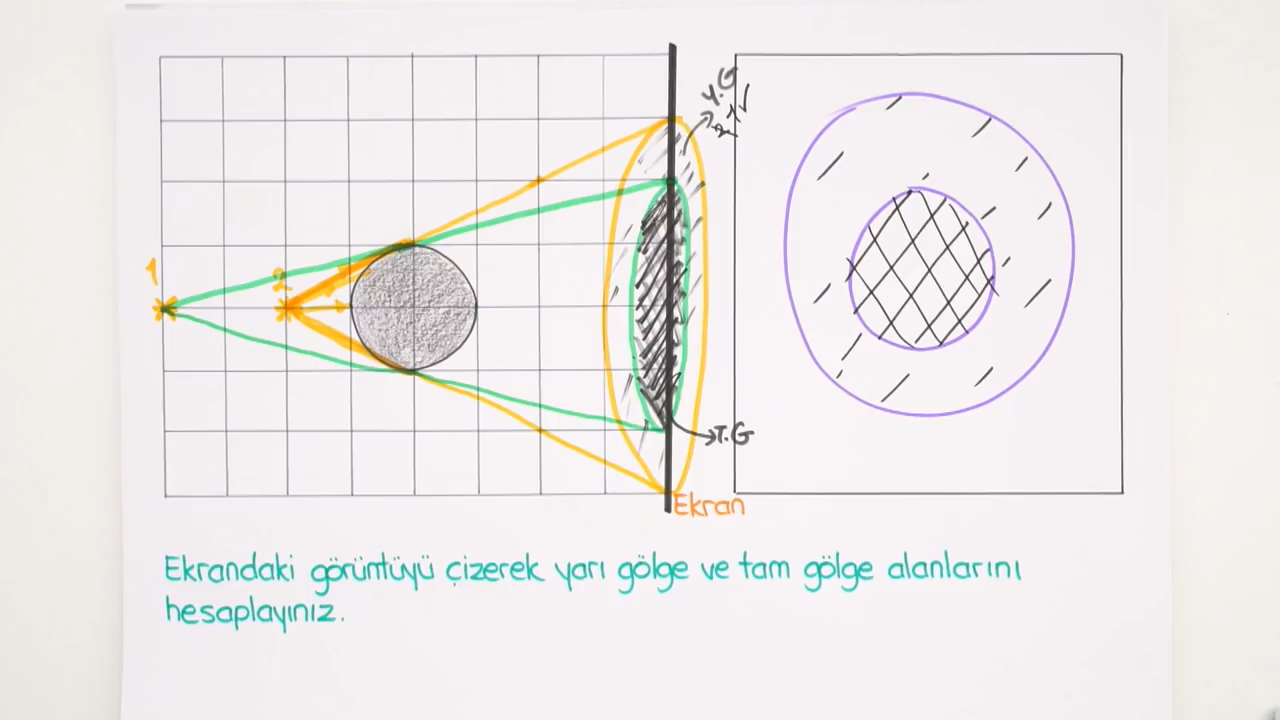 1
2
Y.G
T.G
Ekran
Ekrandaki görüntüyü çizerek yarı gölge ve tam gölge alanlarını
hesaplayınız.